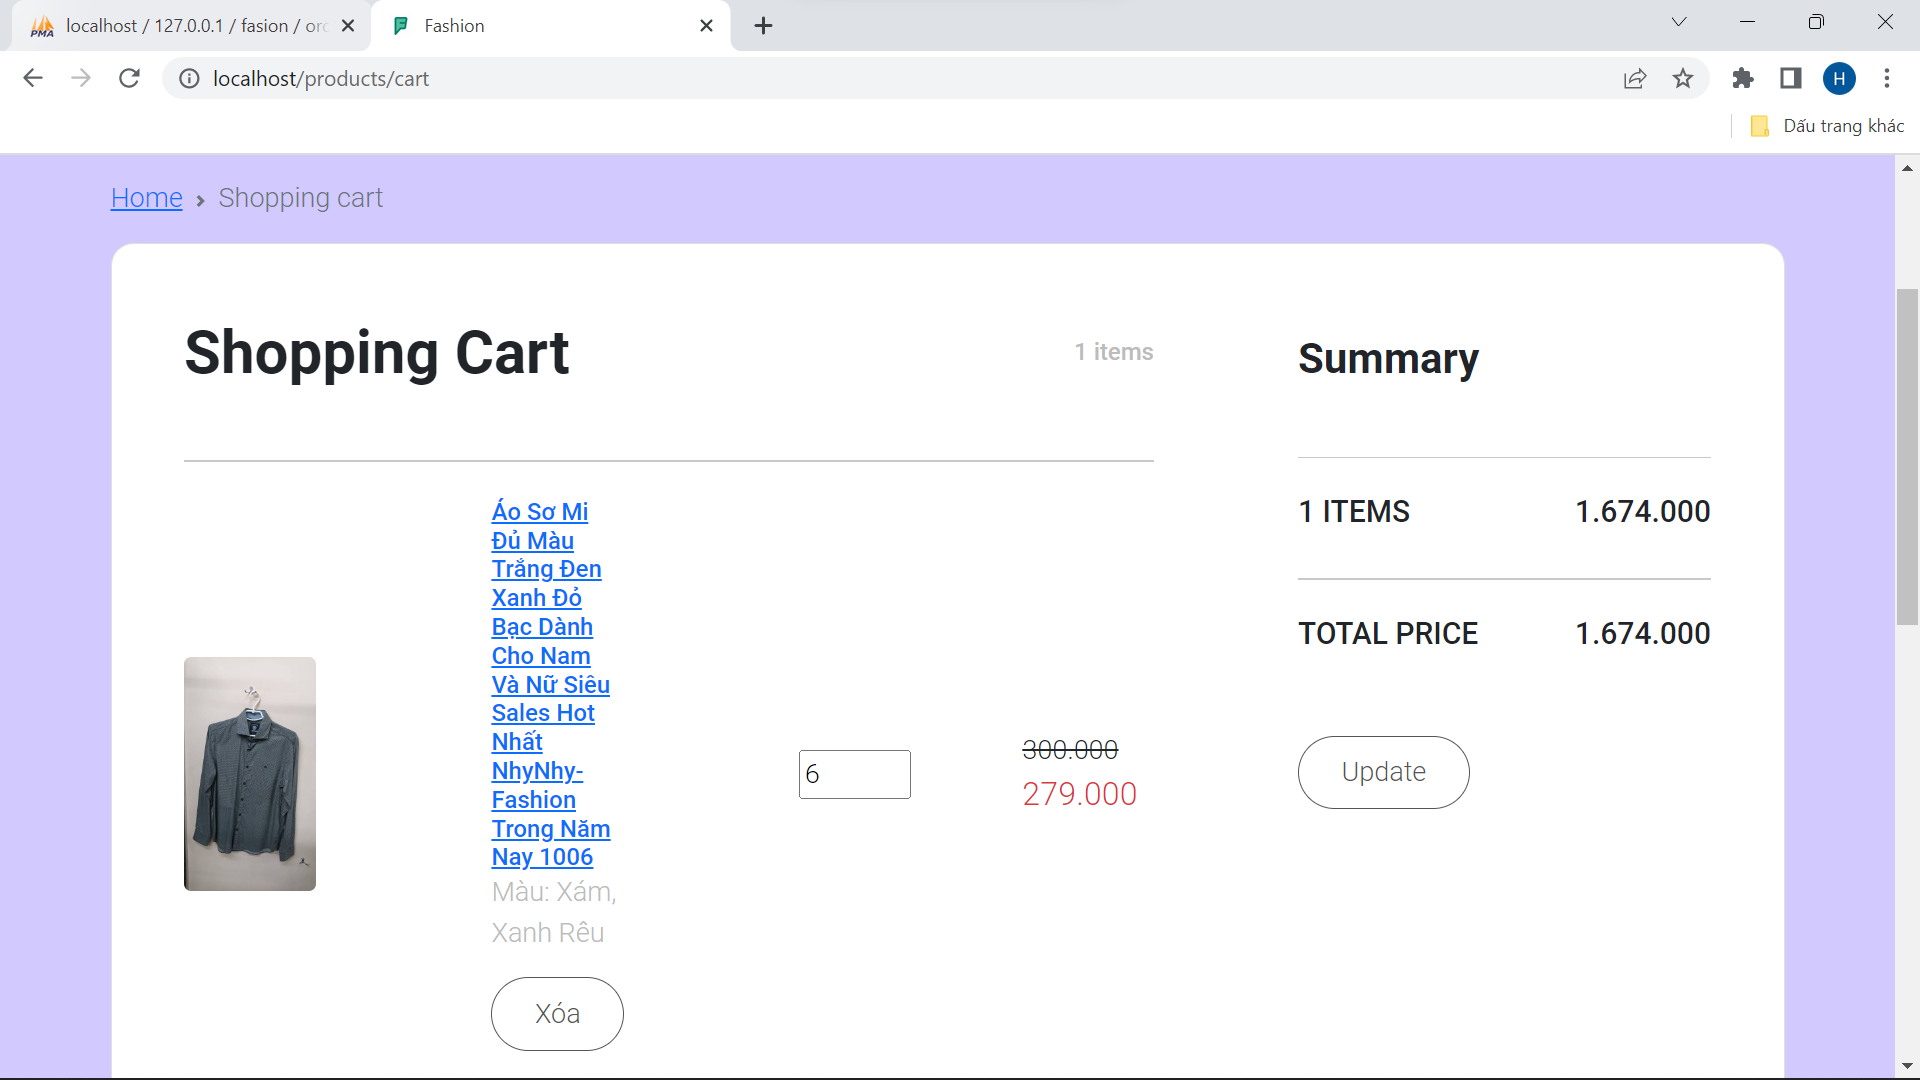 localhost / 127.0.0.1 / fasion / orc
Fashion
localhost/products/cart
H
Dấu trang khác
Home › Shopping cart
Shopping Cart
1 items
Áo Sơ Mi
Đủ Màu
Trắng Đen
Xanh Đỏ
Bạc Dành
Cho Nam
Và Nữ Siêu
Sales Hot
Nhất
NhyNhy-
Fashion
Trong Năm
Nay 1006
Màu: Xám,
Xanh Rêu
Xóa
6
300.000
279.000
Summary
1 ITEMS 1.674.000
TOTAL PRICE 1.674.000
Update